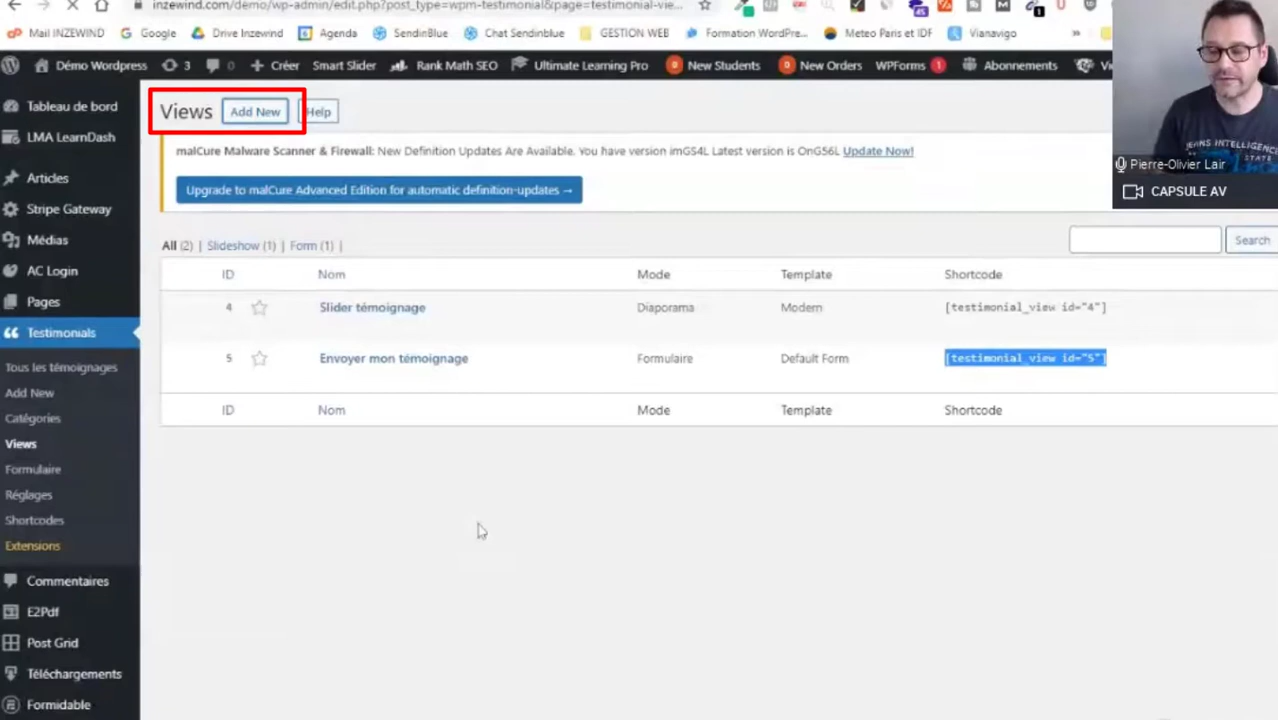 inzewind.com/demo/wp-admin/edit.php?post_type=wpm-testimonial&page=testimonial-vie...
Mail INZEWIND Google Drive Inzewind Agenda SendinBlue Chat Sendinblue GESTION WEB Formation WordPre... Meteo Paris et IDF Vianavigo »
Démo Wordpress 3 0 Créer Smart Slider Rank Math SEO Ultimate Learning Pro 0 New Students 0 New Orders WPForms 1 Abonnements
Tableau de bord
LMA LearnDash
Articles
Stripe Gateway
Médias
AC Login
Pages
Testimonials
Tous les témoignages
Add New
Catégories
Views
Formulaire
Réglages
Shortcodes
Extensions
Commentaires
E2Pdf
Post Grid
Téléchargements
Formidable
Views Add New Help
malCure Malware Scanner & Firewall: New Definition Updates Are Available. You have version imGS4L Latest version is OnG56L Update Now!
Upgrade to malCure Advanced Edition for automatic definition-updates →
All (2) | Slideshow (1) | Form (1) |
Search
ID Nom Mode Template Shortcode
4 Slider témoignage Diaporama Modern [testimonial_view id="4"]
5 Envoyer mon témoignage Formulaire Default Form [testimonial_view id="5"]
ID Nom Mode Template Shortcode
JEANS INTELLIGENCE
STATE
Pierre-Olivier Lair
CAPSULE AV